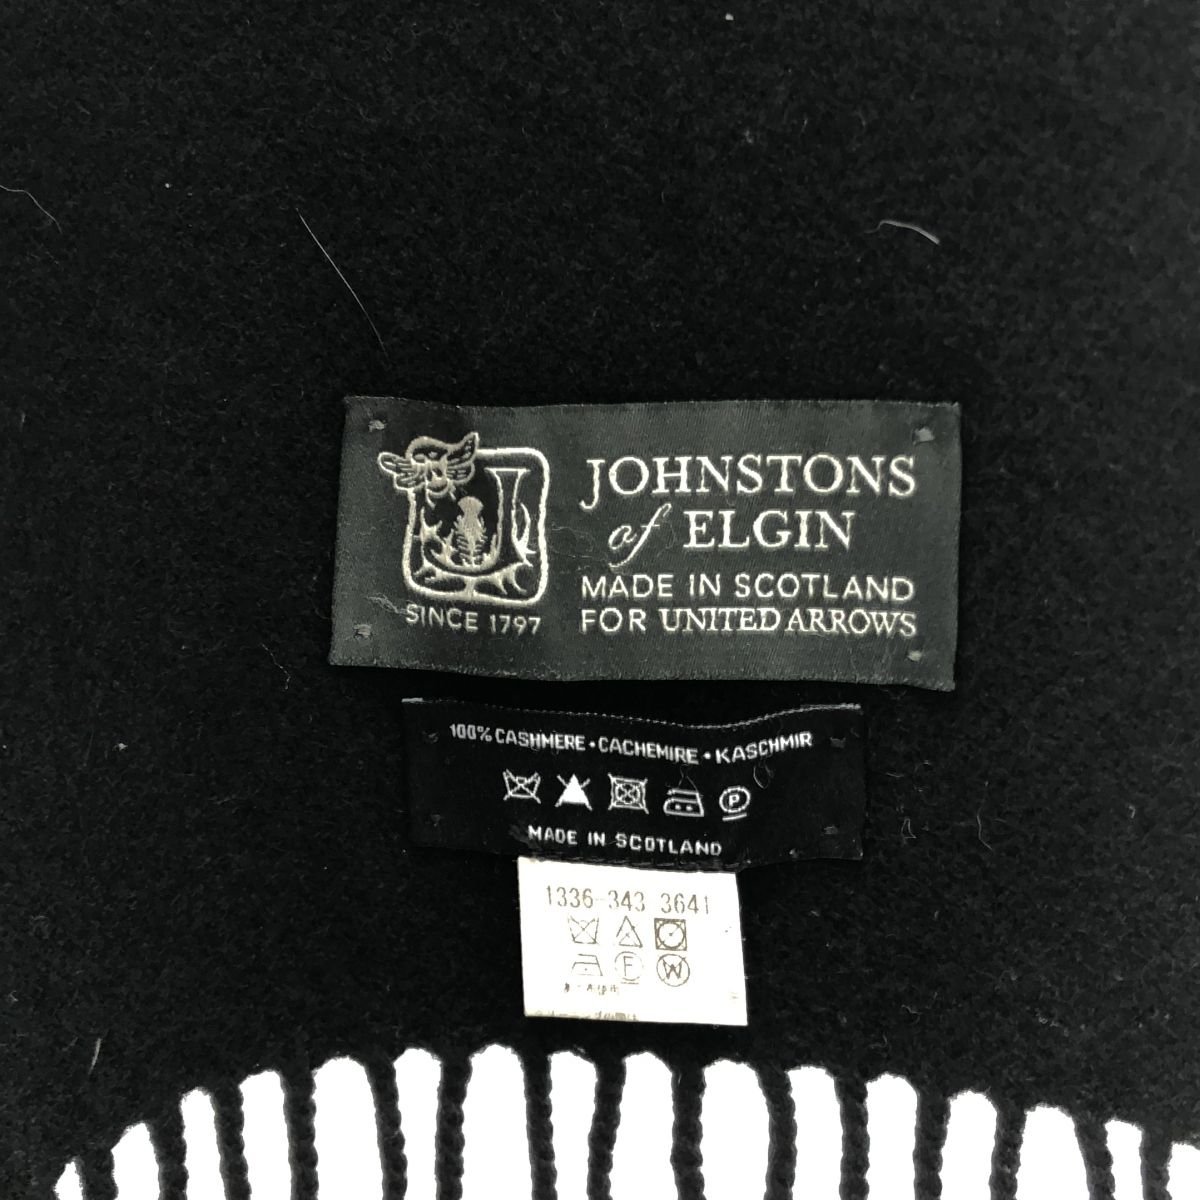 JOHNSTONS
of ELGIN
MADE IN SCOTLAND
FOR UNITED ARROWS
SINCE 1797
100% CASHMERE • CACHEMIRE • KASCHMIR
P
MADE IN SCOTLAND
1336-343 3641
F W